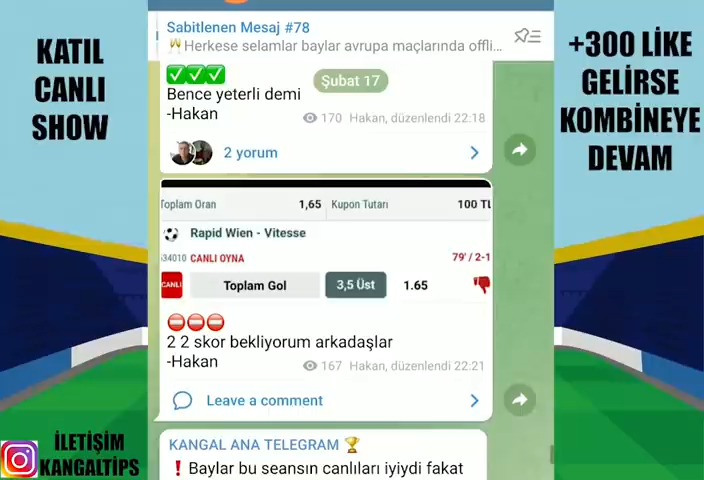 KATIL
CANLI
SHOW
Sabitlenen Mesaj #78
🥂Herkese selamlar baylar avrupa maçlarında offli...
+300 LİKE
GELİRSE
KOMBİNEYE
DEVAM
✅✅✅
Şubat 17
Bence yeterli demi
-Hakan
170 Hakan, düzenlendi 22:18
2 yorum
Toplam Oran 1,65 Kupon Tutarı 100 TL
Rapid Wien - Vitesse
34010 CANLI OYNA 79' / 2-1
CANLI Toplam Gol 3,5 Üst 1.65
⛔⛔⛔
2 2 skor bekliyorum arkadaşlar
-Hakan
167 Hakan, düzenlendi 22:21
Leave a comment
KANGAL ANA TELEGRAM 🏆
❗Baylar bu seansın canlıları iyiydi fakat
İLETİŞİM
KANGALTİPS